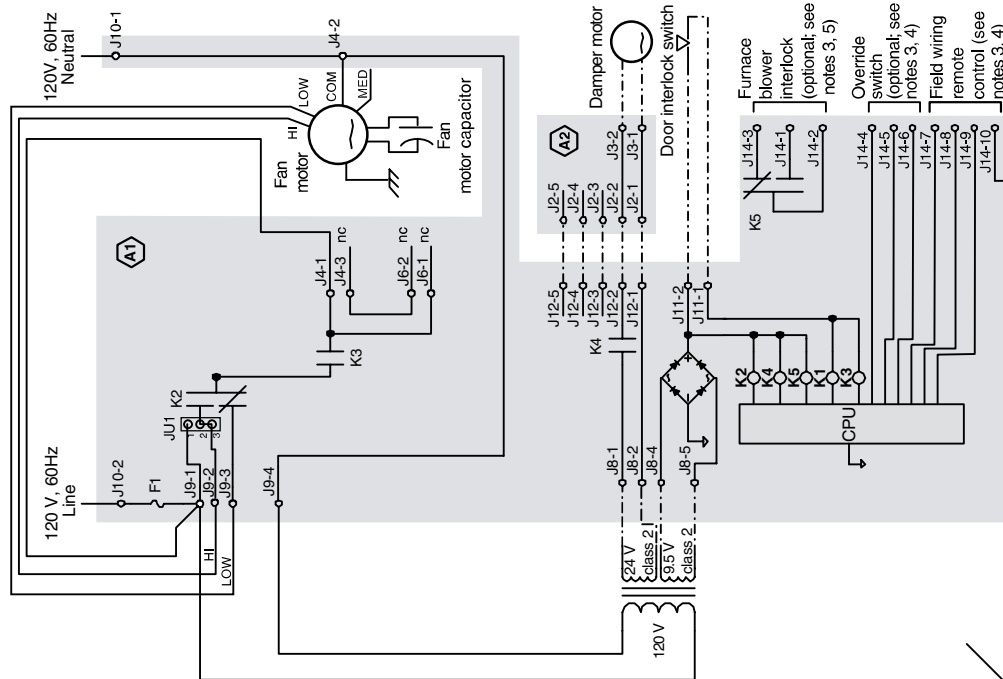 120V, 60Hz
Neutral
J10-1
J4-2
LOW
COM
MED
HI
Fan
motor
Fan
motor capacitor
A1
120 V, 60Hz
Line
J10-2
F1
J9-1
J9-2
J9-3
J9-4
HI
LOW
JU1
1
2
3
K2
K3
J4-1
J4-3
nc
J6-2
nc
J6-1
nc
A2
Damper motor
Door interlock switch
J2-5
J2-4
J2-3
J2-2
J2-1
J3-2
J3-1
J12-5
J12-4
J12-3
J12-2
J12-1
K4
J11-2
J11-1
J8-1
J8-2
J8-4
J8-5
24 V
class 2
9.5 V
class 2
120 V
K2
K4
K5
K1
K3
CPU
K5
J14-3
J14-1
J14-2
J14-4
J14-5
J14-6
J14-7
J14-8
J14-9
J14-10
Furnace
blower
interlock
(optional; see
notes 3, 5)
Override
switch
(optional; see
notes 3, 4)
Field wiring
remote
control (see
notes 3, 4)